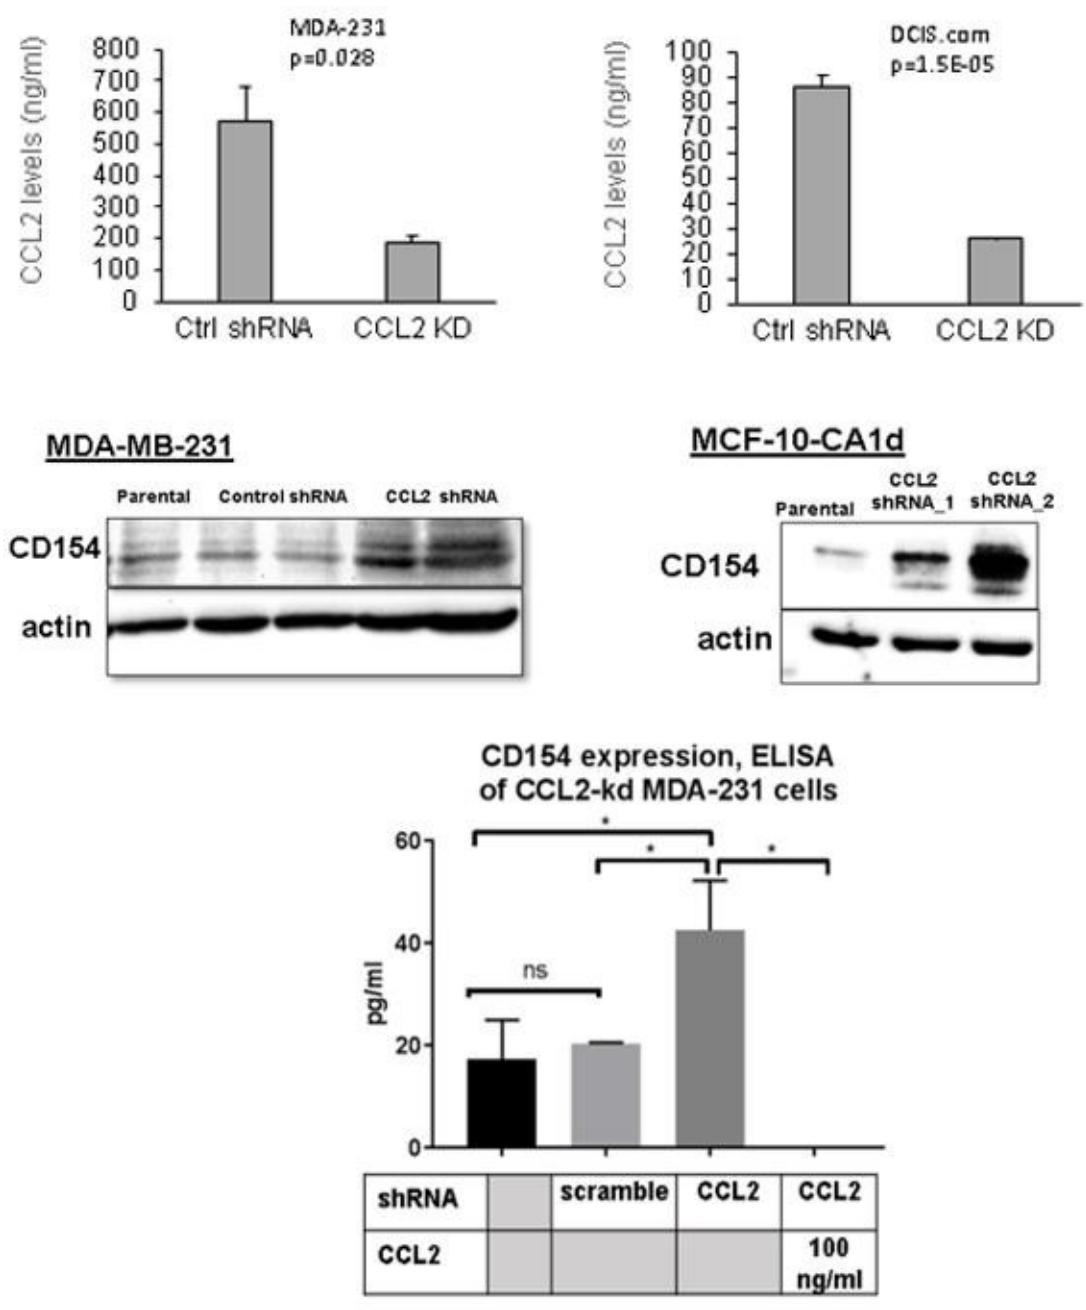 MDA-231
p=0.028
CCL2 levels (ng/ml)
800
700
600
500
400
300
200
100
0
Ctrl shRNA CCL2 KD
DCIS.com
p=1.5E-05
CCL2 levels (ng/ml)
100
90
80
70
60
50
40
30
20
10
0
Ctrl shRNA CCL2 KD
MDA-MB-231
Parental Control shRNA CCL2 shRNA
CD154
actin
MCF-10-CA1d
Parental CCL2 shRNA_1 CCL2 shRNA_2
CD154
actin
CD154 expression, ELISA
of CCL2-kd MDA-231 cells
pg/ml
60
40
20
0
*
* *
ns
shRNA scramble CCL2 CCL2
CCL2 100
ng/ml